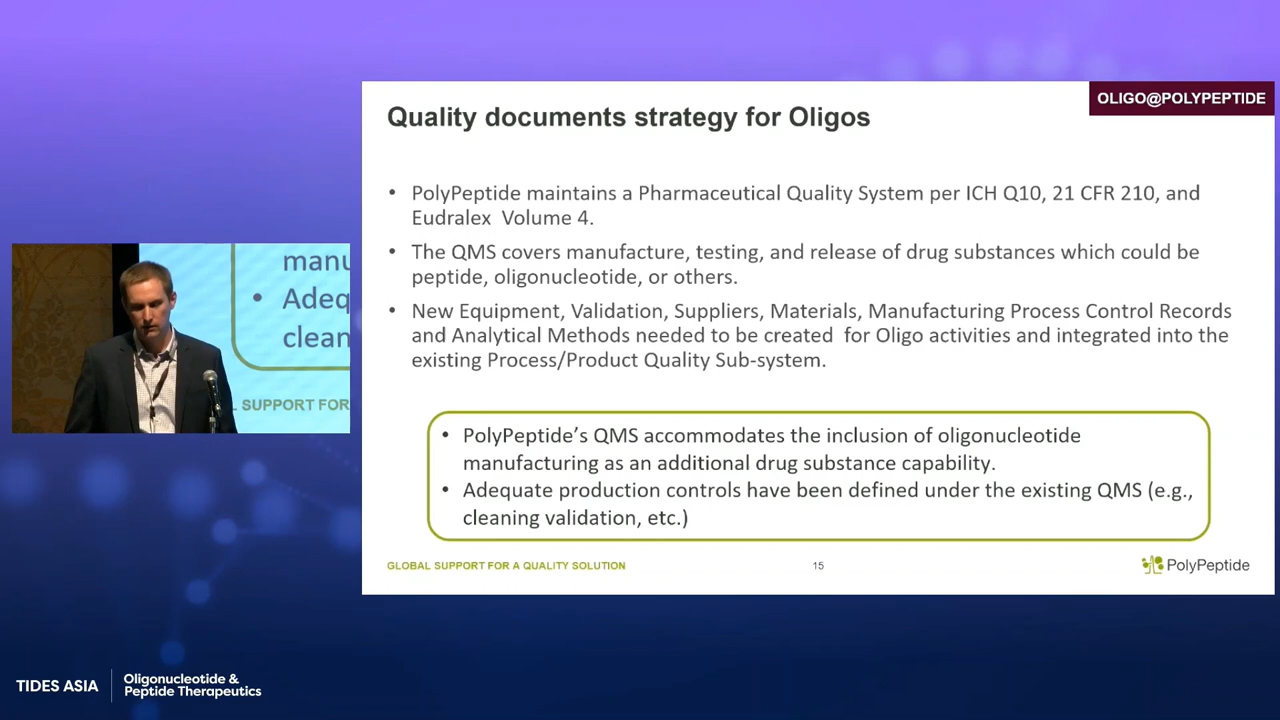 OLIGO@POLYPEPTIDE
Quality documents strategy for Oligos
• PolyPeptide maintains a Pharmaceutical Quality System per ICH Q10, 21 CFR 210, and
Eudralex Volume 4.
• The QMS covers manufacture, testing, and release of drug substances which could be
peptide, oligonucleotide, or others.
• New Equipment, Validation, Suppliers, Materials, Manufacturing Process Control Records
and Analytical Methods needed to be created for Oligo activities and integrated into the
existing Process/Product Quality Sub-system.
• PolyPeptide’s QMS accommodates the inclusion of oligonucleotide
manufacturing as an additional drug substance capability.
• Adequate production controls have been defined under the existing QMS (e.g.,
cleaning validation, etc.)
GLOBAL SUPPORT FOR A QUALITY SOLUTION
15
PolyPeptide
manu
• Adeq
clean
SUPPORT FOR
TIDES ASIA
Oligonucleotide &
Peptide Therapeutics